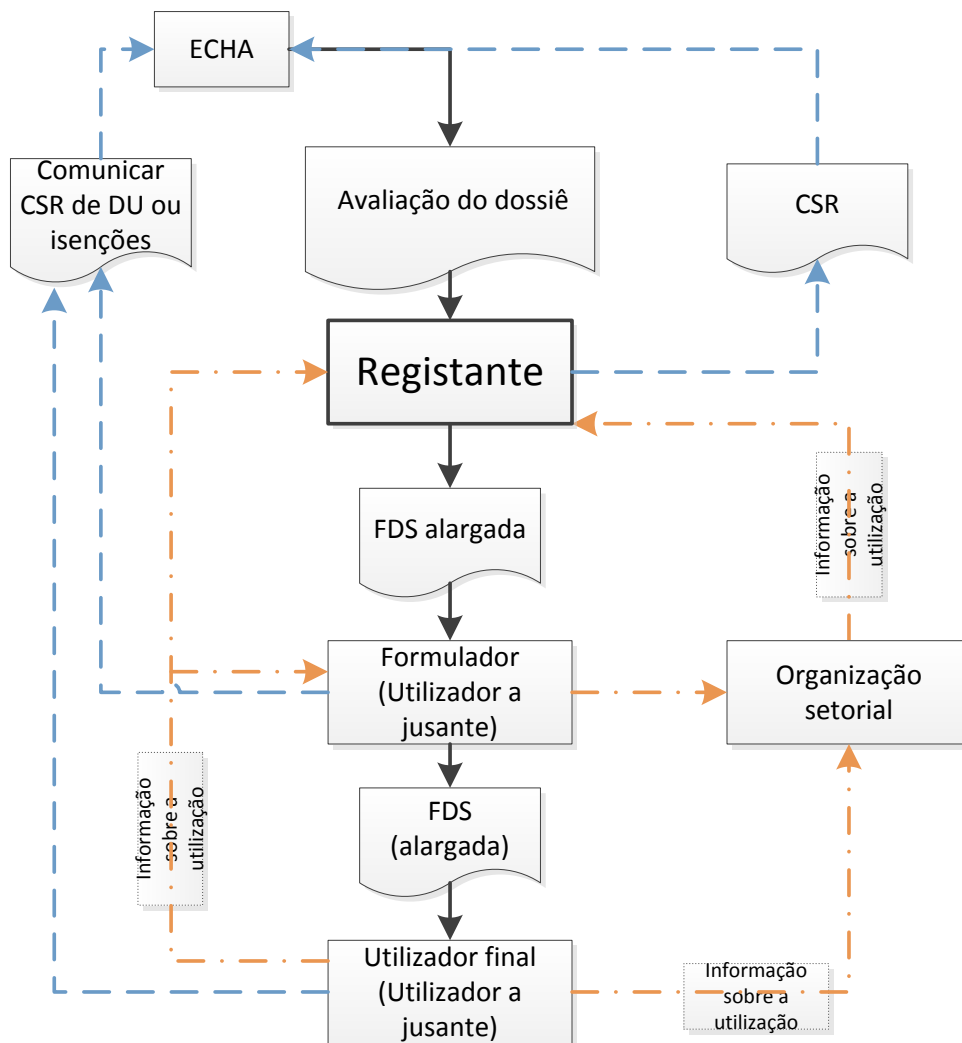 ECHA
Comunicar
CSR de DU ou
isenções
Avaliação do dossiê
CSR
Registante
Informação
sobre a
utilização
FDS alargada
Formulador
(Utilizador a
jusante)
Organização
setorial
Informação
sobre a
utilização
FDS
(alargada)
Utilizador final
(Utilizador a
jusante)
Informação
sobre a
utilização